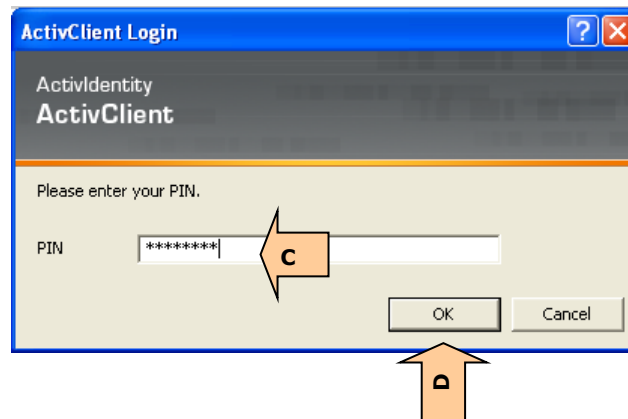 ActivClient Login
ActivIdentity
ActivClient
Please enter your PIN.
PIN ********
C
OK Cancel
D